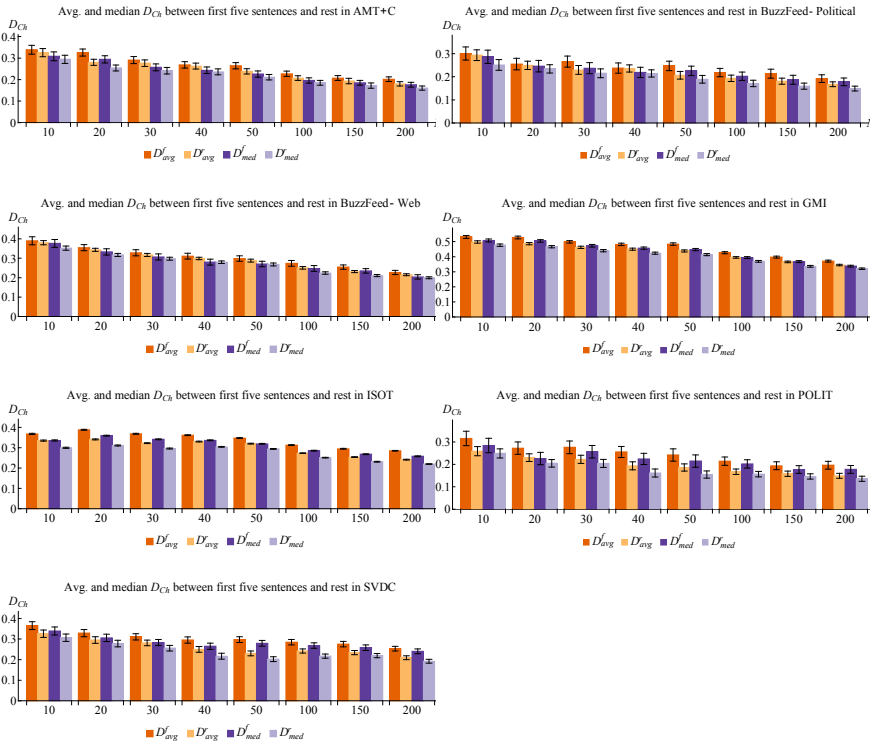 Avg. and median D_Ch between first five sentences and rest in AMT+C
D_Ch
0.4
0.3
0.2
0.1
0
10 20 30 40 50 100 150 200
D^f_avg D^r_avg D^f_med D^r_med
Avg. and median D_Ch between first five sentences and rest in BuzzFeed- Political
D_Ch
0.3
0.2
0.1
0
10 20 30 40 50 100 150 200
D^f_avg D^r_avg D^f_med D^r_med
Avg. and median D_Ch between first five sentences and rest in BuzzFeed- Web
D_Ch
0.4
0.3
0.2
0.1
0
10 20 30 40 50 100 150 200
D^f_avg D^r_avg D^f_med D^r_med
Avg. and median D_Ch between first five sentences and rest in GMI
D_Ch
0.5
0.4
0.3
0.2
0.1
0
10 20 30 40 50 100 150 200
D^f_avg D^r_avg D^f_med D^r_med
Avg. and median D_Ch between first five sentences and rest in ISOT
D_Ch
0.4
0.3
0.2
0.1
0
10 20 30 40 50 100 150 200
D^f_avg D^r_avg D^f_med D^r_med
Avg. and median D_Ch between first five sentences and rest in POLIT
D_Ch
0.3
0.2
0.1
0
10 20 30 40 50 100 150 200
D^f_avg D^r_avg D^f_med D^r_med
Avg. and median D_Ch between first five sentences and rest in SVDC
D_Ch
0.4
0.3
0.2
0.1
0
10 20 30 40 50 100 150 200
D^f_avg D^r_avg D^f_med D^r_med